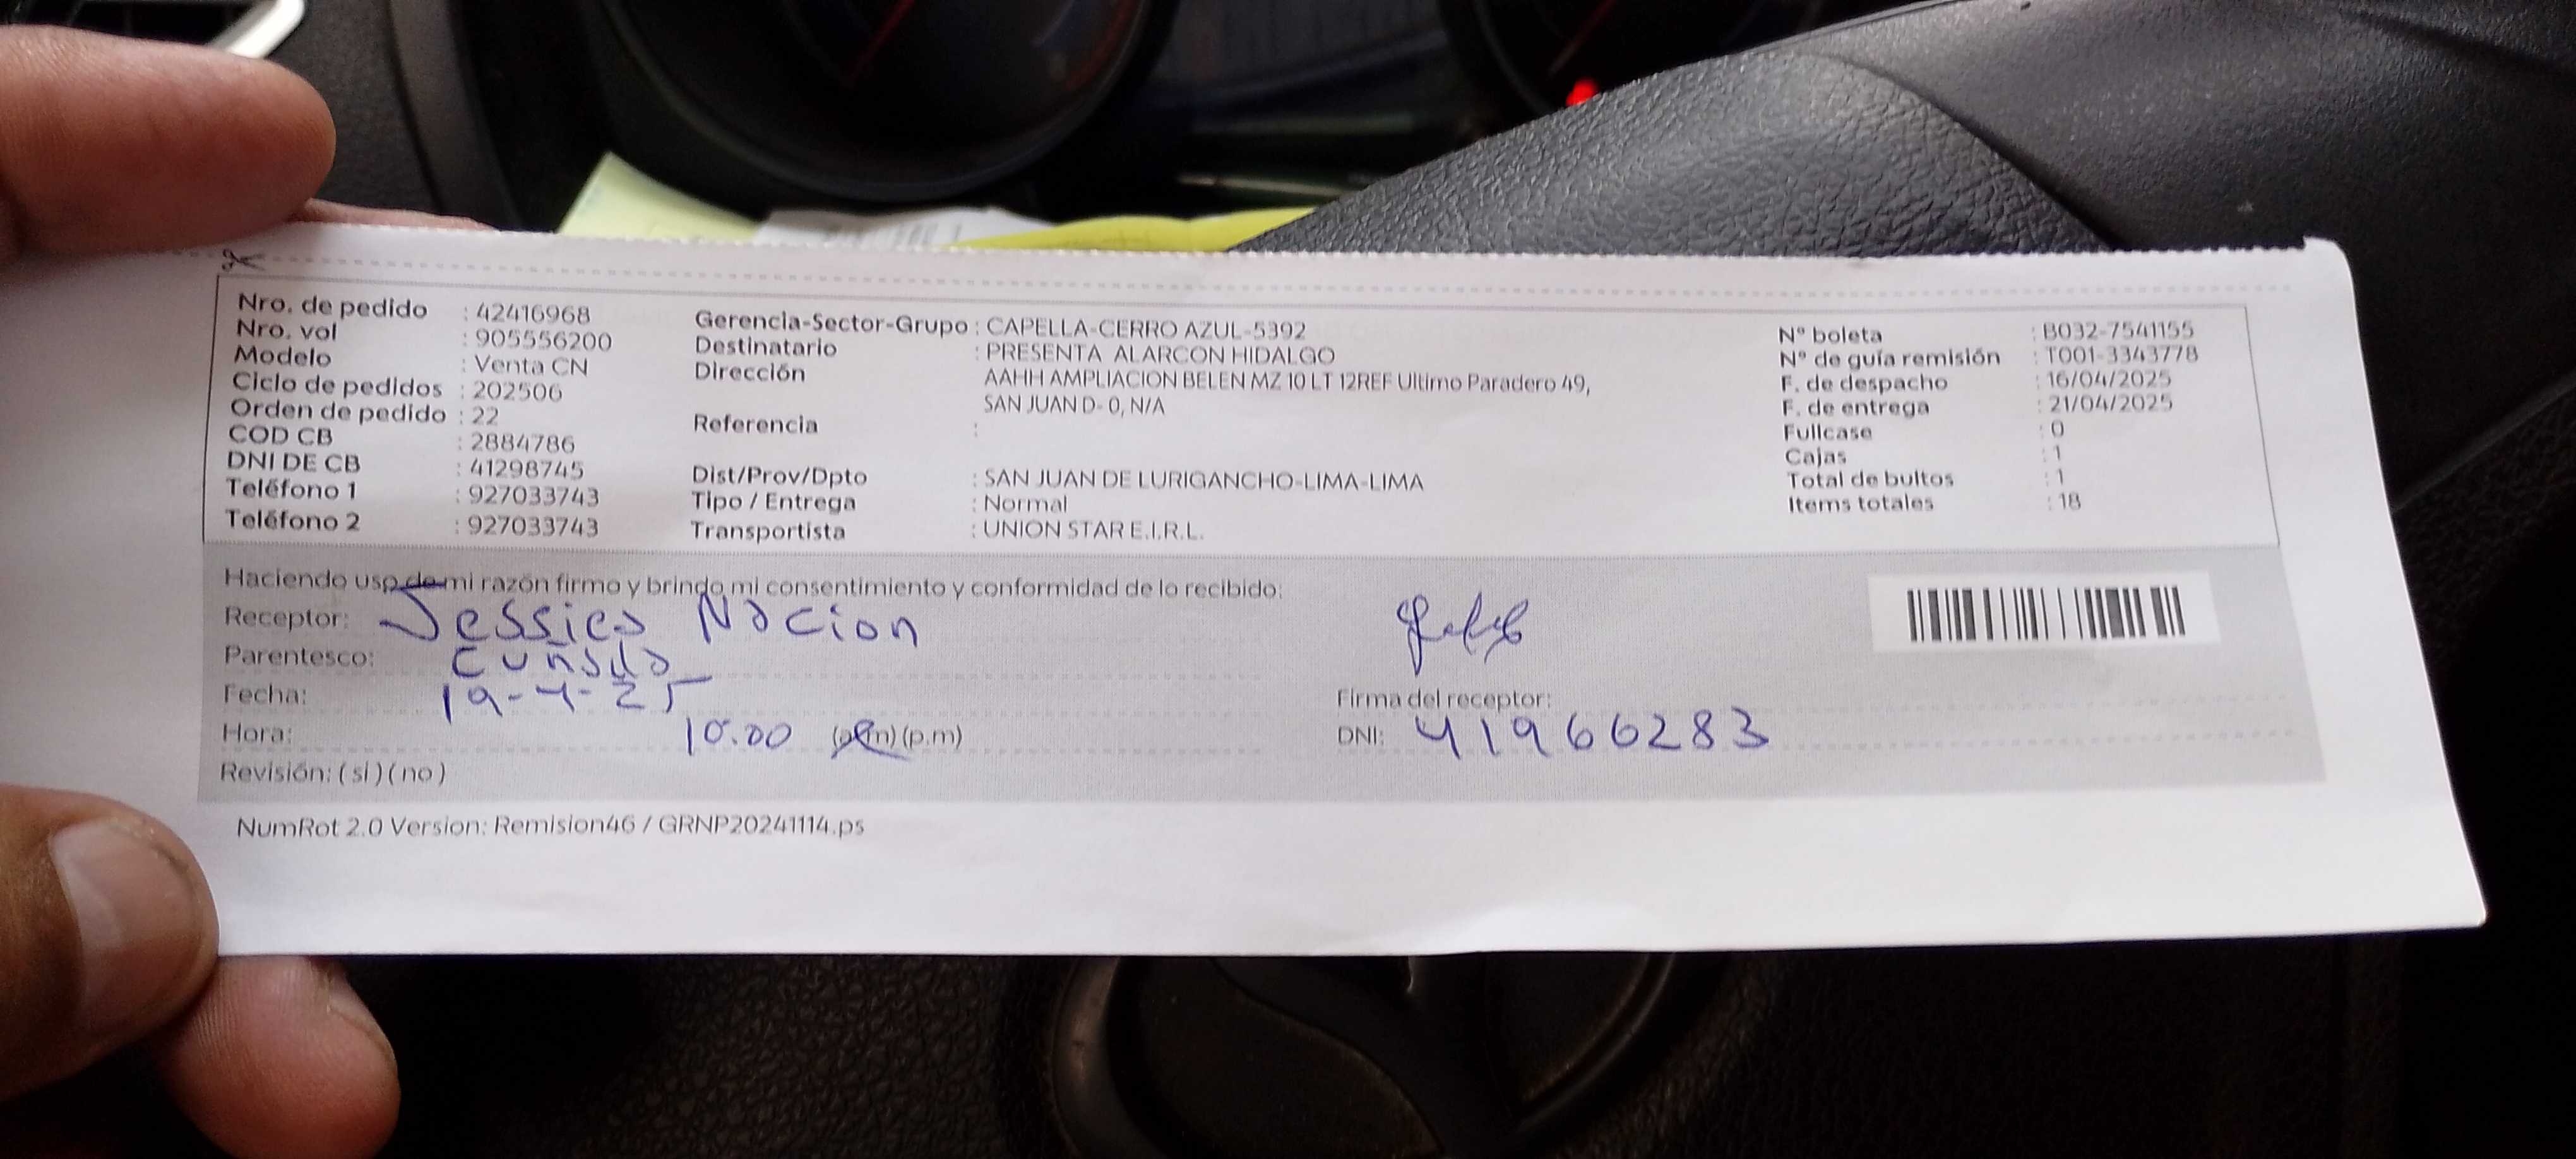 Nro. de pedido : 42416968
Nro. vol : 905556200
Modelo : Venta CN
Ciclo de pedidos : 202506
Orden de pedido : 22
COD CB : 2884786
DNI DE CB : 41298745
Teléfono 1 : 927033743
Teléfono 2 : 927033743
Gerencia-Sector-Grupo : CAPELLA-CERRO AZUL-5392
Destinatario : PRESENTA ALARCON HIDALGO
Dirección AAHH AMPLIACION BELEN MZ 10 LT 12REF Ultimo Paradero 49,
SAN JUAN D- 0, N/A
Referencia :
Dist/Prov/Dpto : SAN JUAN DE LURIGANCHO-LIMA-LIMA
Tipo / Entrega : Normal
Transportista : UNION STAR E.I.R.L.
Nº boleta : B032-7541155
Nº de guía remisión : T001-3343778
F. de despacho : 16/04/2025
F. de entrega : 21/04/2025
Fullcase : 0
Cajas : 1
Total de bultos : 1
Items totales : 18
Haciendo uso de mi razón firmo y brindo mi consentimiento y conformidad de lo recibido:
Receptor: Jessica Nacion
Parentesco: cuñada
Fecha: 19-4-25
Hora: 10.00 (a.m) (p.m)
Revisión: ( si ) ( no )
Firma del receptor:
DNI: 41966283
NumRot 2.0 Version: Remision46 / GRNP20241114.ps